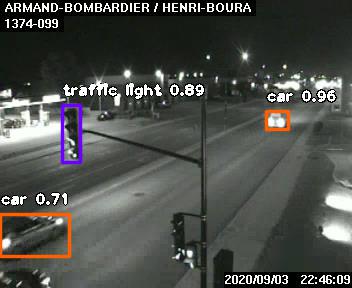 ARMAND-BOMBARDIER / HENRI-BOURA
1374-099
traffic light 0.89
car 0.96
car 0.71
2020/09/03 22:46:09